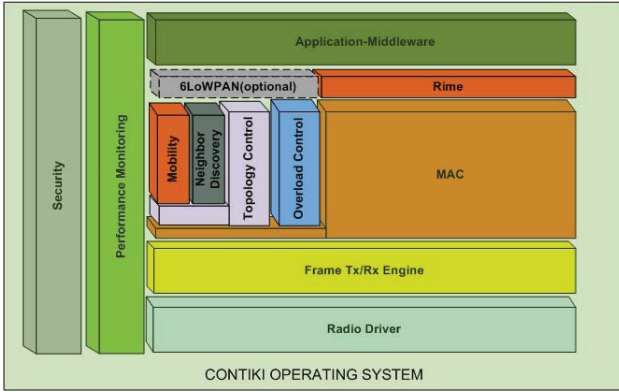 Application-Middleware
6LoWPAN(optional)
Rime
Security
Performance Monitoring
Mobility
Neighbor
Discovery
Topology Control
Overload Control
MAC
Frame Tx/Rx Engine
Radio Driver
CONTIKI OPERATING SYSTEM